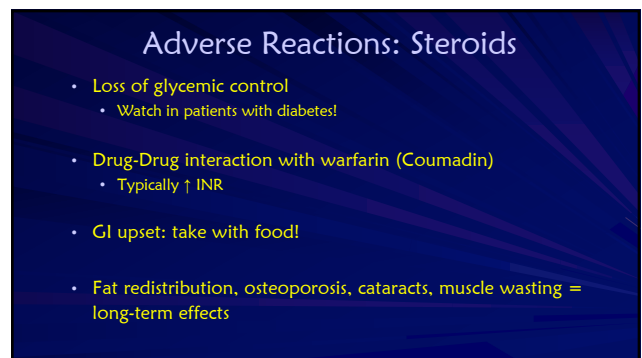 Adverse Reactions: Steroids
• Loss of glycemic control
• Watch in patients with diabetes!
• Drug-Drug interaction with warfarin (Coumadin)
• Typically ↑ INR
• GI upset: take with food!
• Fat redistribution, osteoporosis, cataracts, muscle wasting =
long-term effects